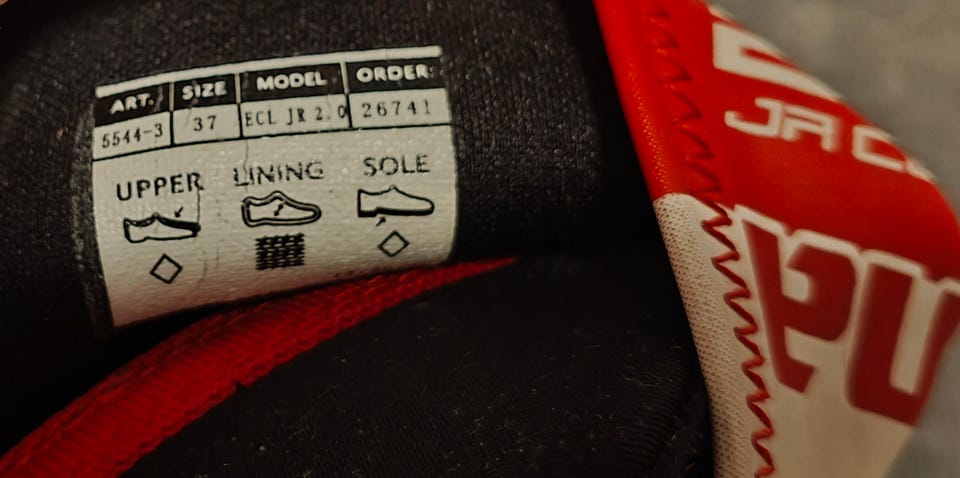 ART. SIZE MODEL ORDER:
5544-3 37 ECL JR 2.0 26741
UPPER LINING SOLE
JR